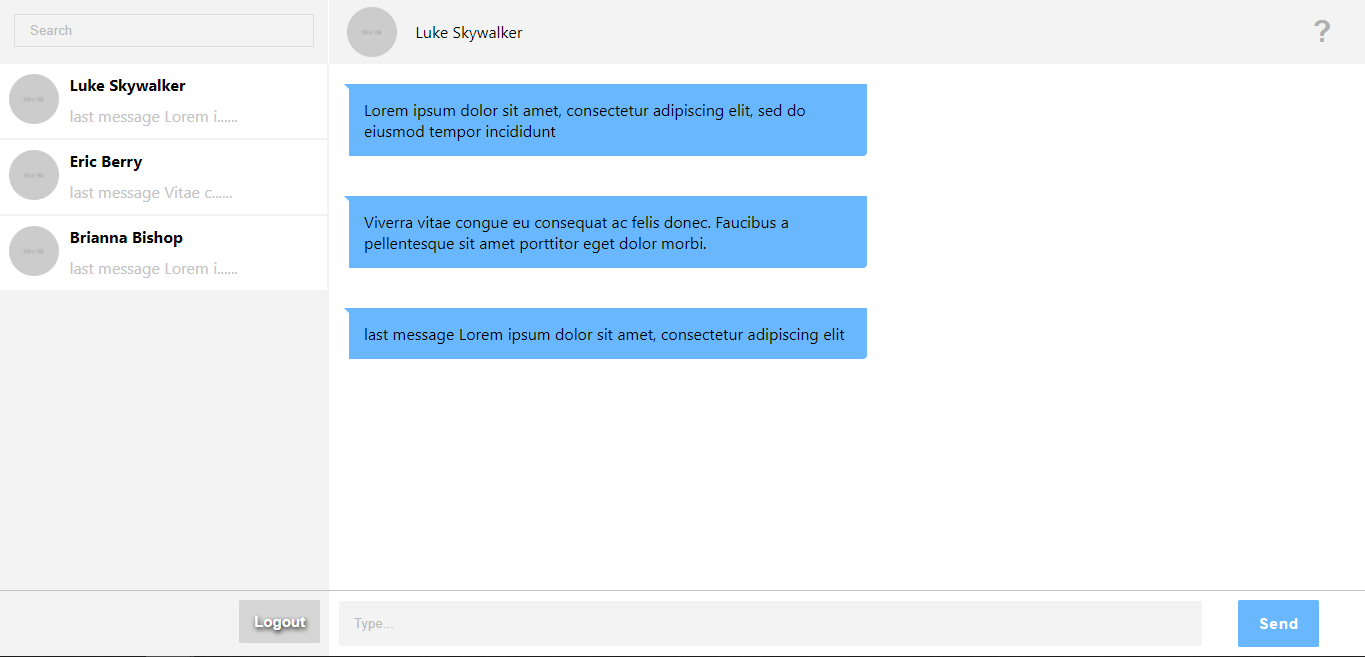 Search
Luke Skywalker
?
Luke Skywalker
last message Lorem i......
Eric Berry
last message Vitae c......
Brianna Bishop
last message Lorem i......
Lorem ipsum dolor sit amet, consectetur adipiscing elit, sed do
eiusmod tempor incididunt
Viverra vitae congue eu consequat ac felis donec. Faucibus a
pellentesque sit amet porttitor eget dolor morbi.
last message Lorem ipsum dolor sit amet, consectetur adipiscing elit
Logout
Type...
Send